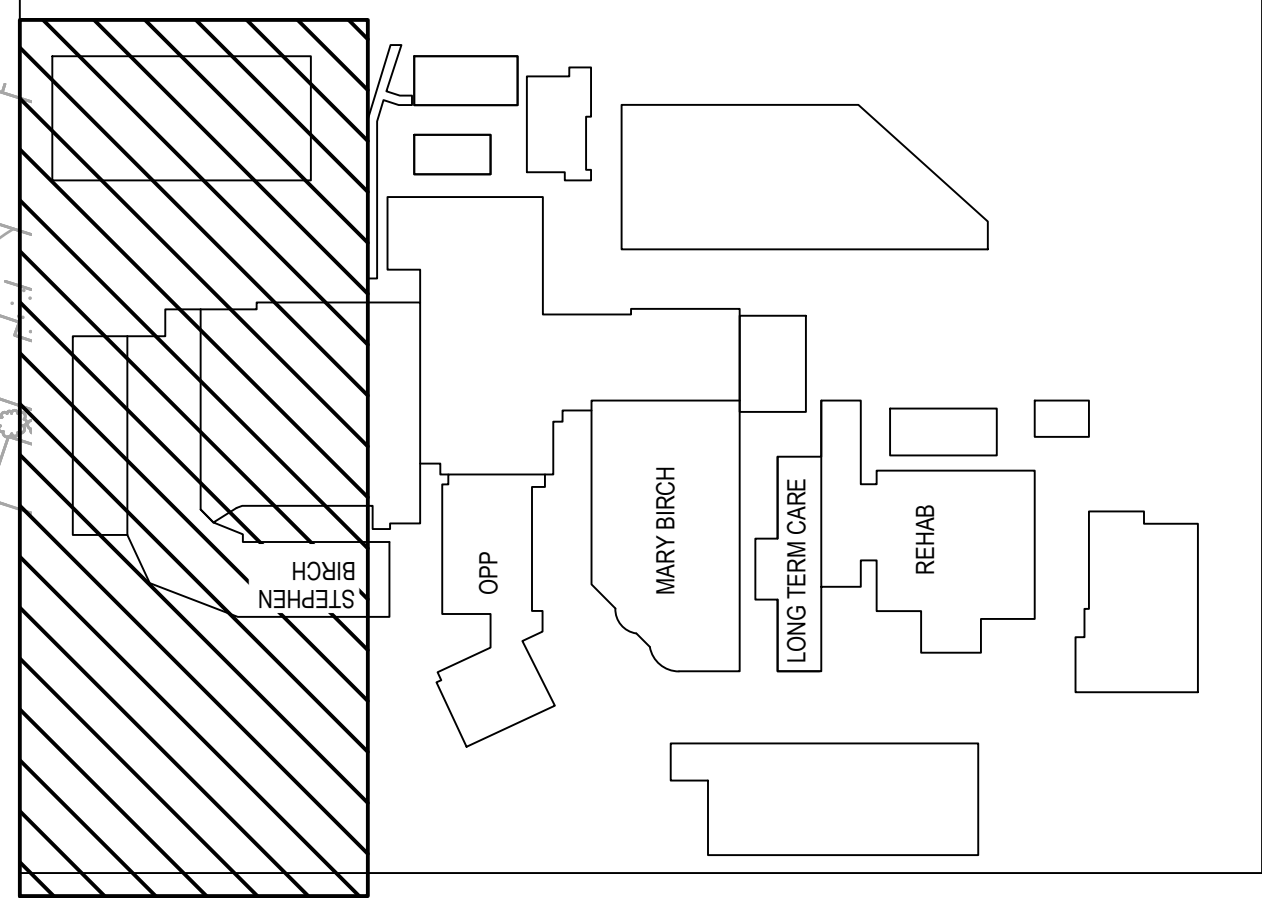 STEPHEN
BIRCH
OPP
MARY BIRCH
LONG TERM CARE
REHAB